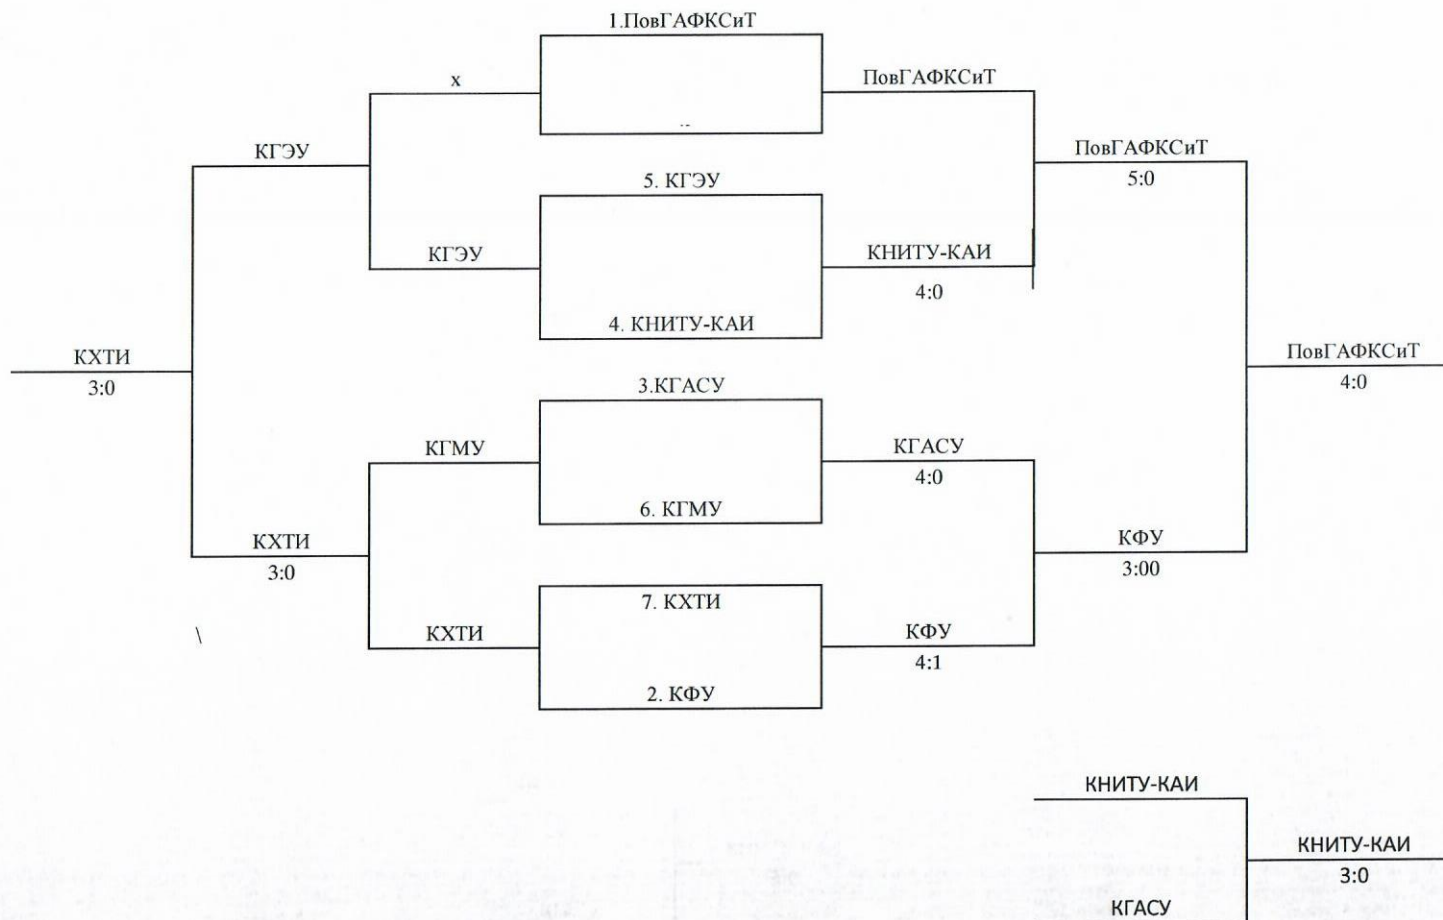 1.ПовГАФКСиТ
x
ПовГАФКСиТ
КГЭУ
ПовГАФКСиТ
5:0
5. КГЭУ
КГЭУ
КНИТУ-КАИ
4:0
4. КНИТУ-КАИ
КХТИ
3:0
ПовГАФКСиТ
4:0
3.КГАСУ
КГМУ
КГАСУ
4:0
6. КГМУ
КХТИ
3:0
КФУ
3:00
7. КХТИ
\
КХТИ
КФУ
4:1
2. КФУ
КНИТУ-КАИ
КНИТУ-КАИ
3:0
КГАСУ